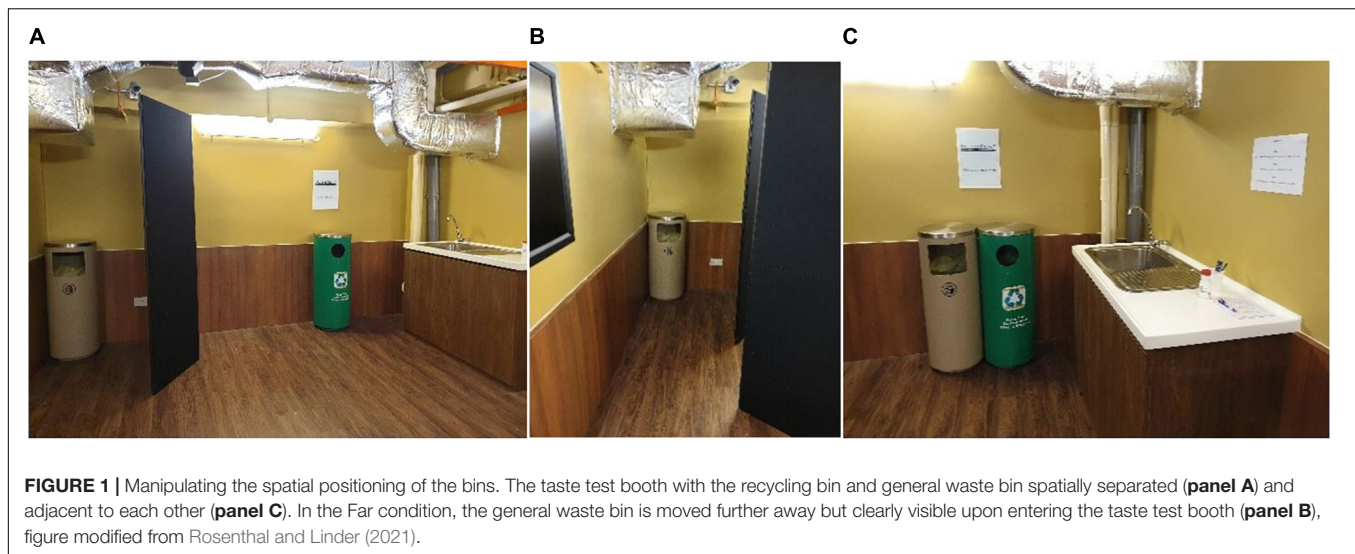 A
B
C
FIGURE 1 | Manipulating the spatial positioning of the bins. The taste test booth with the recycling bin and general waste bin spatially separated (panel A) and
adjacent to each other (panel C). In the Far condition, the general waste bin is moved further away but clearly visible upon entering the taste test booth (panel B),
figure modified from Rosenthal and Linder (2021).